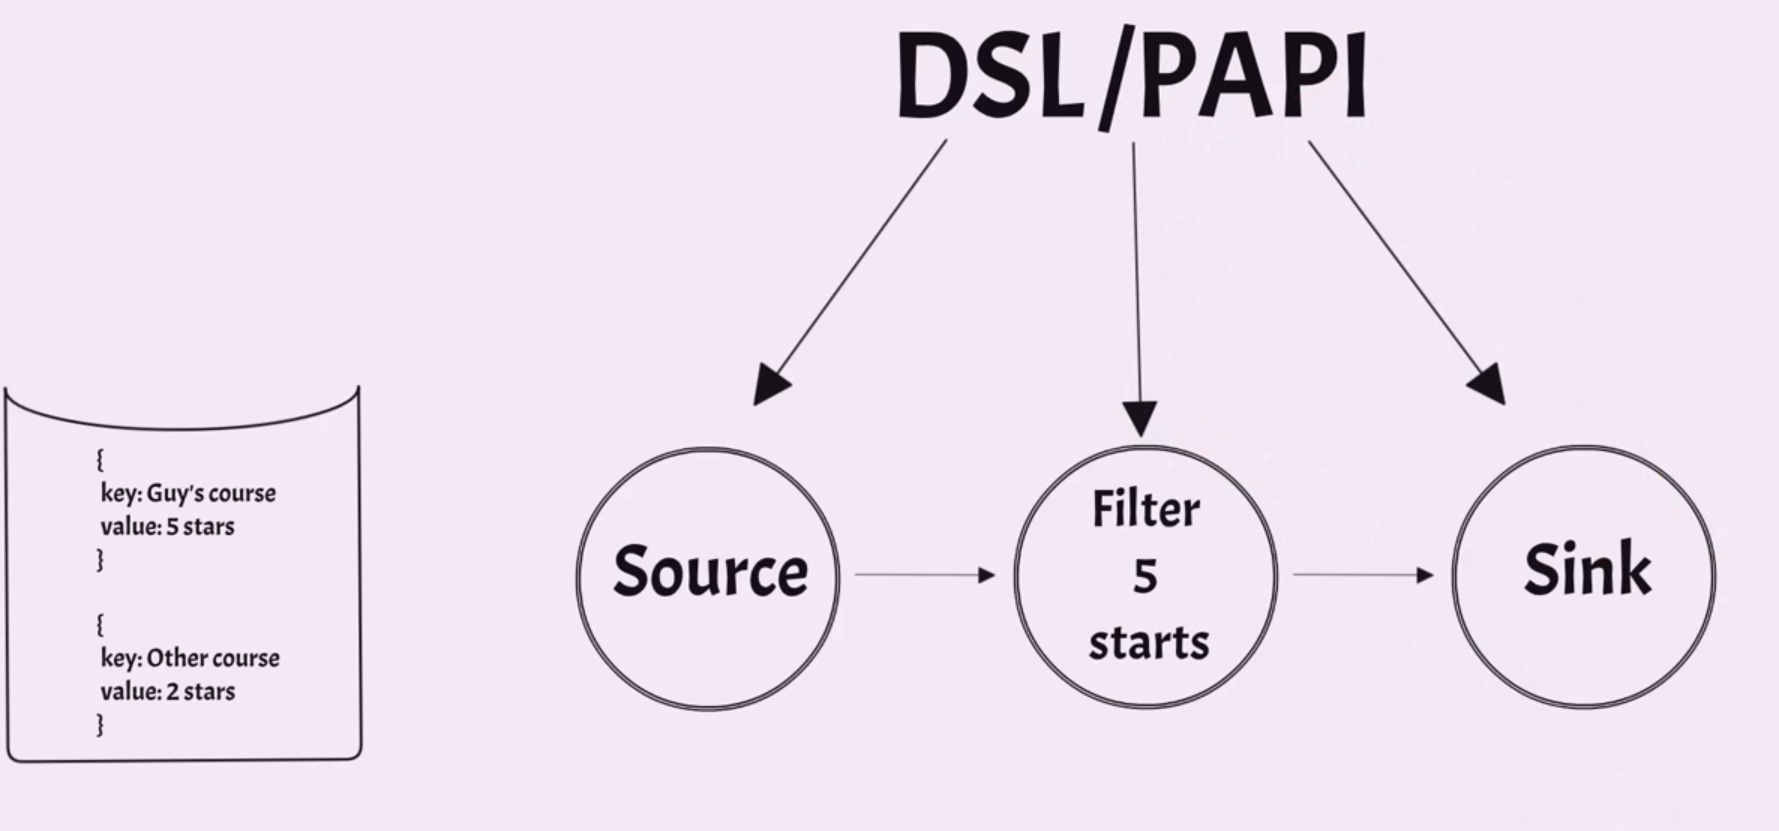 DSL/PAPI
{
key: Guy's course
value: 5 stars
}
{
key: Other course
value: 2 stars
}
Source
Filter
5
starts
Sink